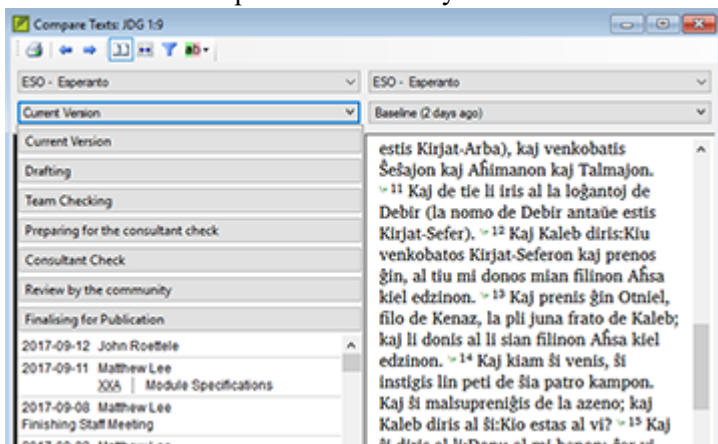 Compare Texts: JDG 1:9
ESO - Esperanto
ESO - Esperanto
Current Version
Baseline (2 days ago)
Current Version
Drafting
Team Checking
Preparing for the consultant check
Consultant Check
Review by the community
Finalising for Publication
2017-09-12 John Roettele
2017-09-11 Matthew Lee
XXA | Module Specifications
2017-09-08 Matthew Lee
Finishing Staff Meeting
estis Kirjat-Arba), kaj venkobatis
Ŝeŝajon kaj Aĥimanon kaj Talmajon.
11 Kaj de tie li iris al la loĝantoj de
Debir (la nomo de Debir antaŭe estis
Kirjat-Sefer). 12 Kaj Kaleb diris:Kiu
venkobatos Kirjat-Seferon kaj prenos
ĝin, al tiu mi donos mian filinon Aĥsa
kiel edzinon. 13 Kaj prenis ĝin Otniel,
filo de Kenaz, la pli juna frato de Kaleb;
kaj li donis al li sian filinon Aĥsa kiel
edzinon. 14 Kaj kiam ŝi venis, ŝi
instigis lin peti de ŝia patro kampon.
Kaj ŝi malsupreniĝis de la azeno; kaj
Kaleb diris al ŝi:Kio estas al vi? 15 Kaj